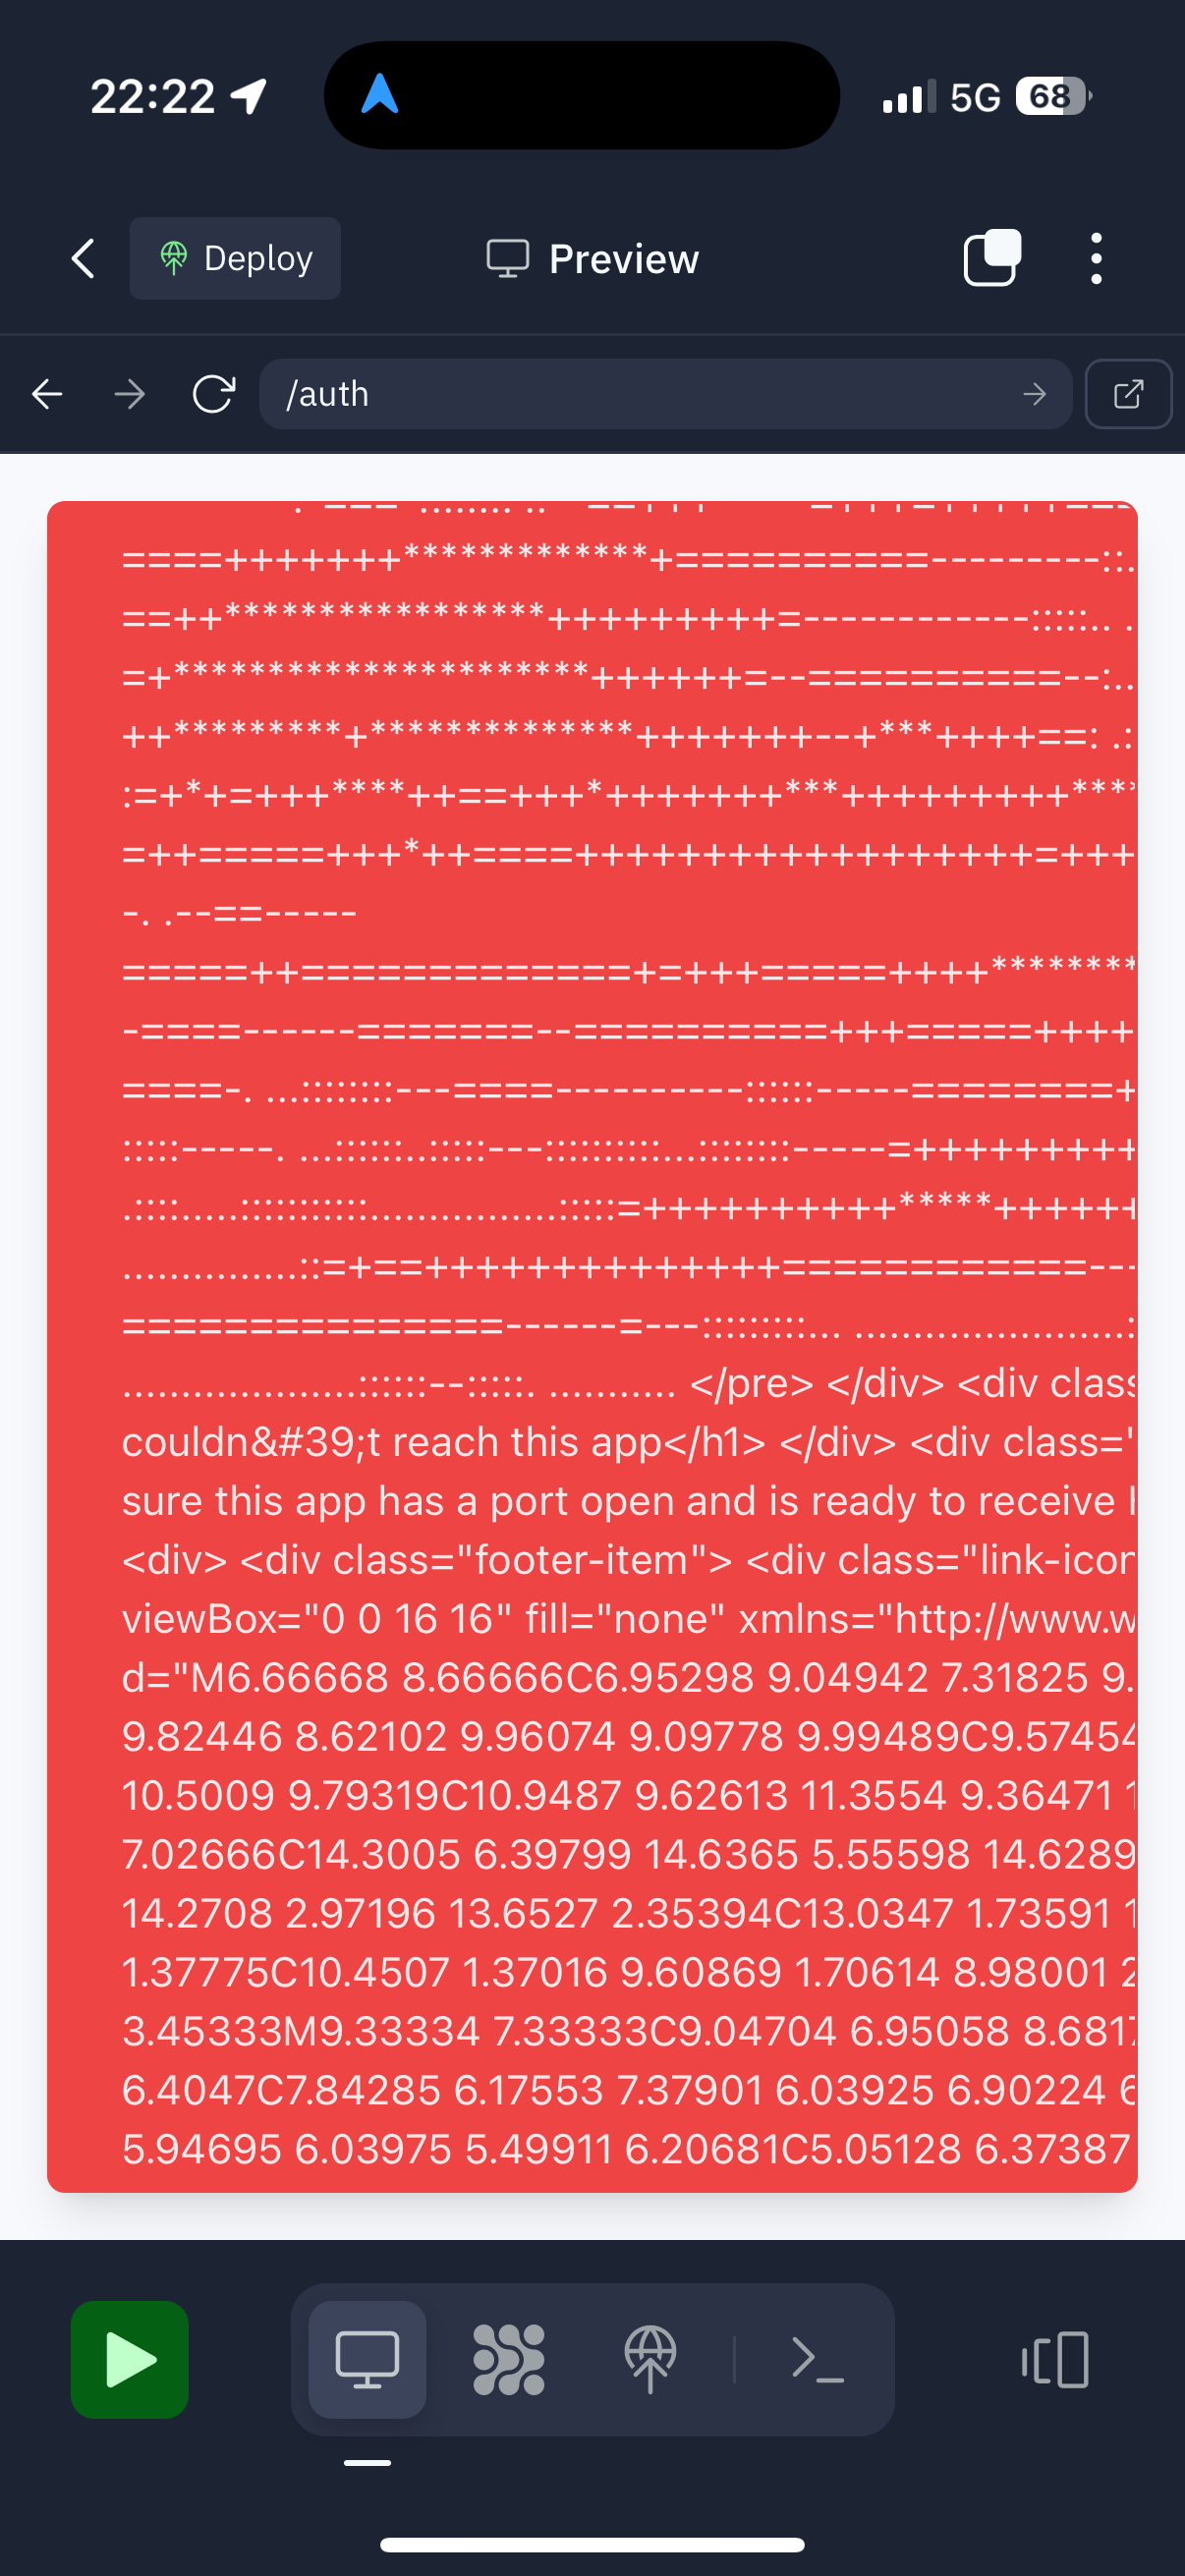 22:22
5G
68
Deploy
Preview
/auth
====+++++++*************+==========---------::.
==++*****************+++++++++=------------:::::.. .
=+**********************++++++=--==========--:..
++*********+**************+++++++--+***++++==: .:
:=+*+=+++****++==+++*+++++++***+++++++++****
=++=====+++*++====++++++++++++++++++=+++
-. .--==-----
=====++=============+=+++=====++++********
-====------=======--==========+++=====++++
====-. ...:::::::::---====----------::::::-----========+
:::::-----. ...::::::..:::::---::::::::::...::::::::-----=+++++++++
.::::.....:::::::::::................:::::=++++++++++*****++++++
...............::=+==++++++++++++++============---
===============------=---:::::::::... .......................:
....................::::::--:::::. ........... </pre> </div> <div clas
couldn&#39;t reach this app</h1> </div> <div class="
sure this app has a port open and is ready to receive
<div> <div class="footer-item"> <div class="link-icon
viewBox="0 0 16 16" fill="none" xmlns="http://www.w
d="M6.66668 8.66666C6.95298 9.04942 7.31825 9.
9.82446 8.62102 9.96074 9.09778 9.99489C9.57454
10.5009 9.79319C10.9487 9.62613 11.3554 9.36471 1
7.02666C14.3005 6.39799 14.6365 5.55598 14.6289
14.2708 2.97196 13.6527 2.35394C13.0347 1.73591 1
1.37775C10.4507 1.37016 9.60869 1.70614 8.98001 2
3.45333M9.33334 7.33333C9.04704 6.95058 8.6817
6.4047C7.84285 6.17553 7.37901 6.03925 6.90224 6
5.94695 6.03975 5.49911 6.20681C5.05128 6.37387